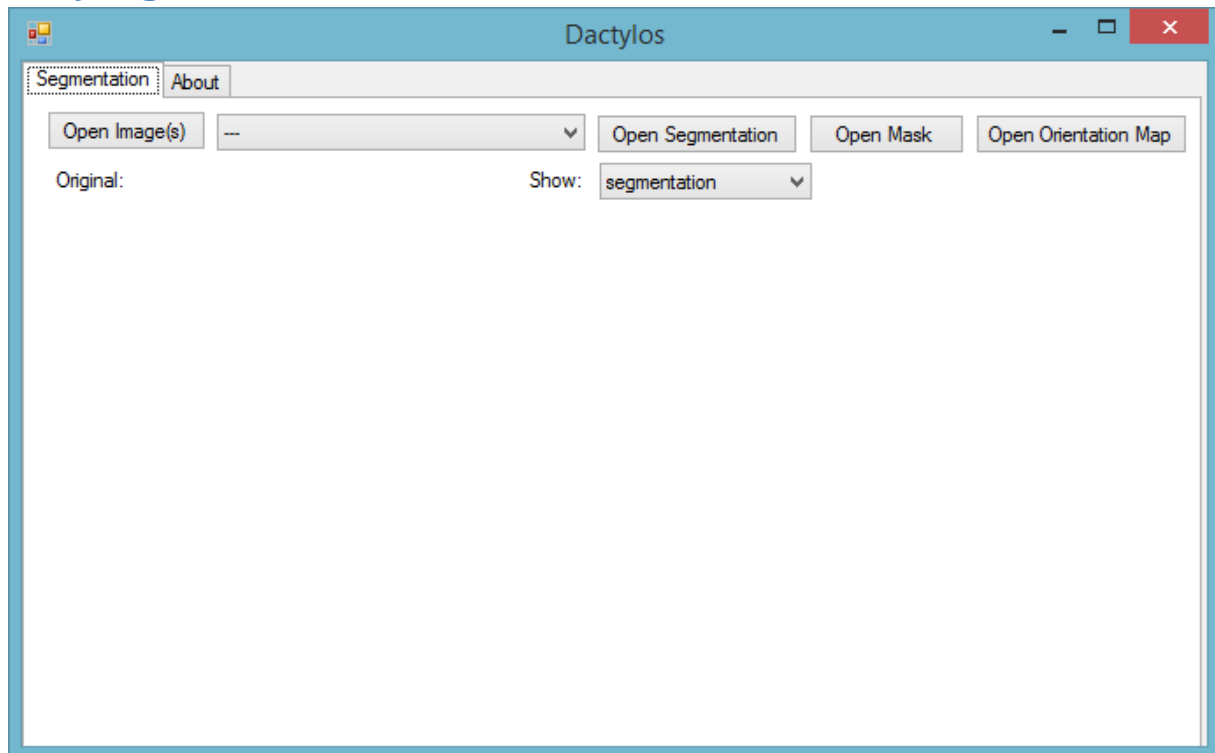 Dactylos
Segmentation About
Open Image(s) --- Open Segmentation Open Mask Open Orientation Map
Original: Show: segmentation